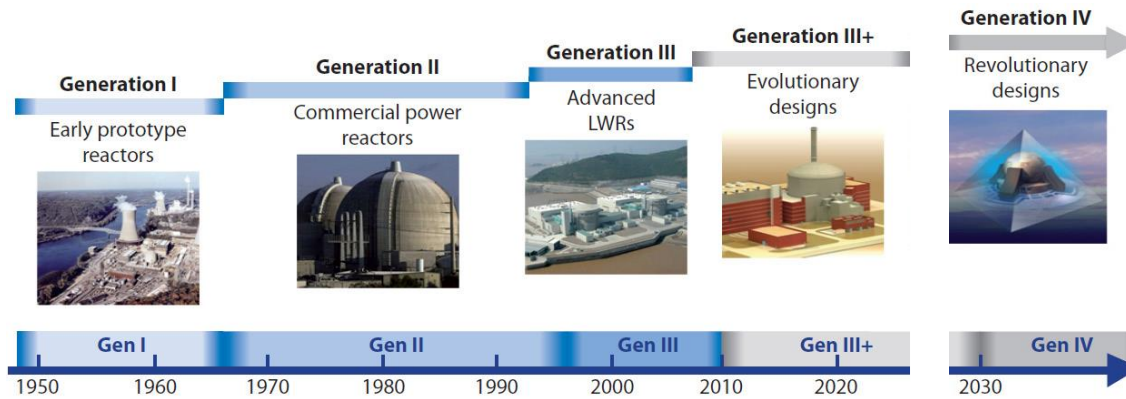 Generation I
Early prototype
reactors
Generation II
Commercial power
reactors
Generation III
Advanced
LWRs
Generation III+
Evolutionary
designs
Generation IV
Revolutionary
designs
Gen I
Gen II
Gen III
Gen III+
Gen IV
1950
1960
1970
1980
1990
2000
2010
2020
2030